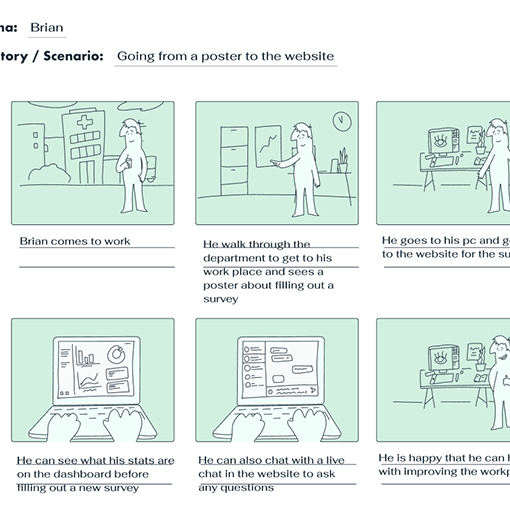 na: Brian
tory / Scenario: Going from a poster to the website
Brian comes to work
He walk through the
department to get to his
work place and sees a
poster about filling out a
survey
He goes to his pc and g
to the website for the su
He can see what his stats are
on the dashboard before
filling out a new survey
He can also chat with a live
chat in the website to ask
any questions
He is happy that he can h
with improving the workp